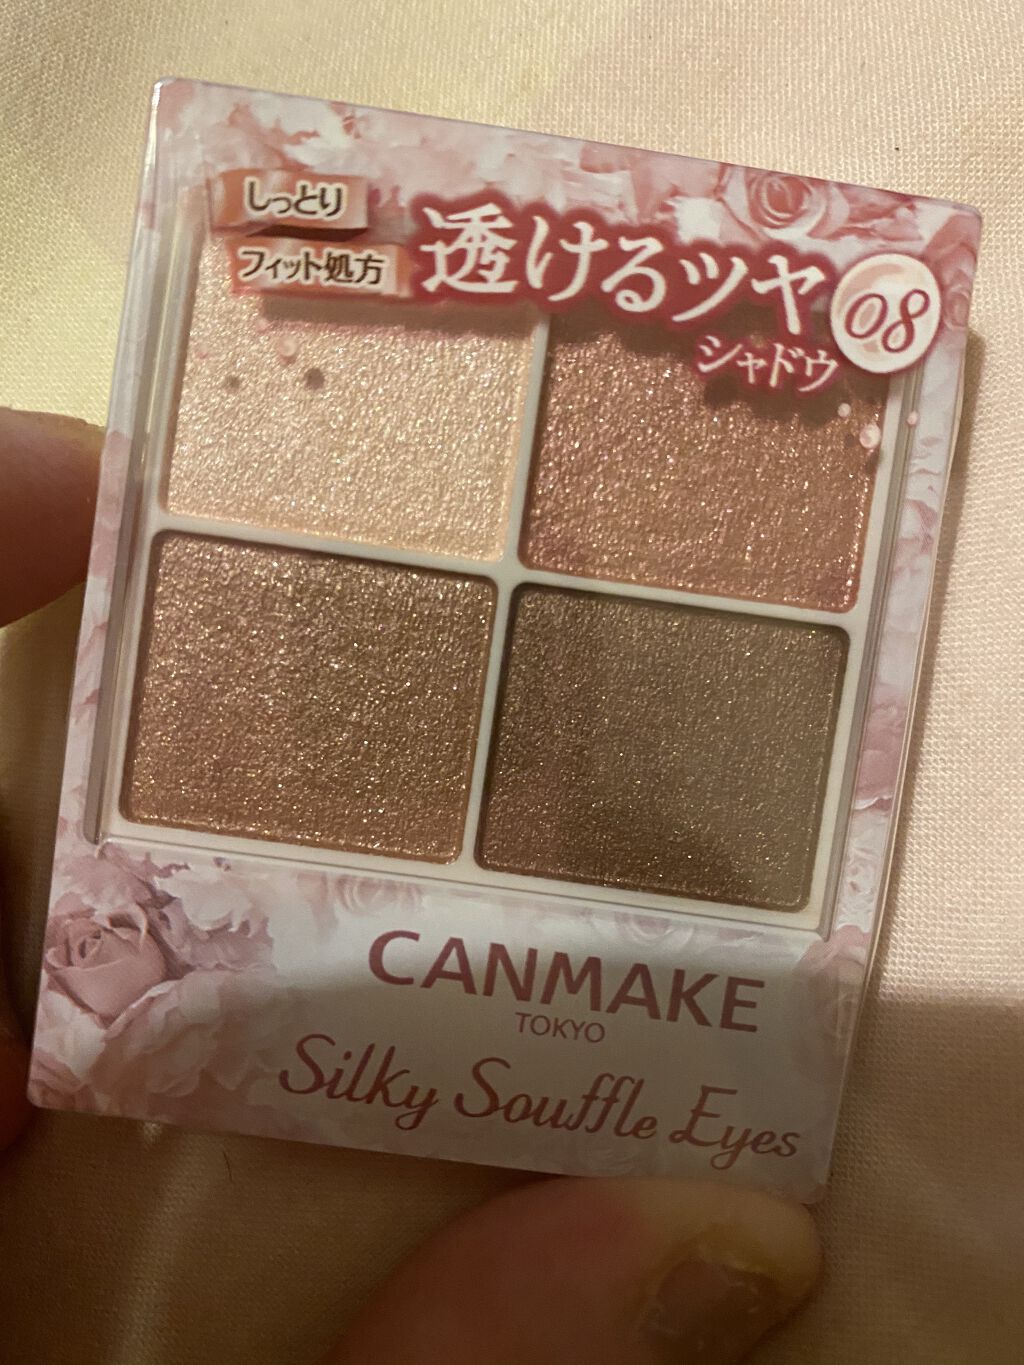 しっとり
フィット処方
透けるツヤ
シャドウ
08
CANMAKE
TOKYO
Silky Souffle Eyes